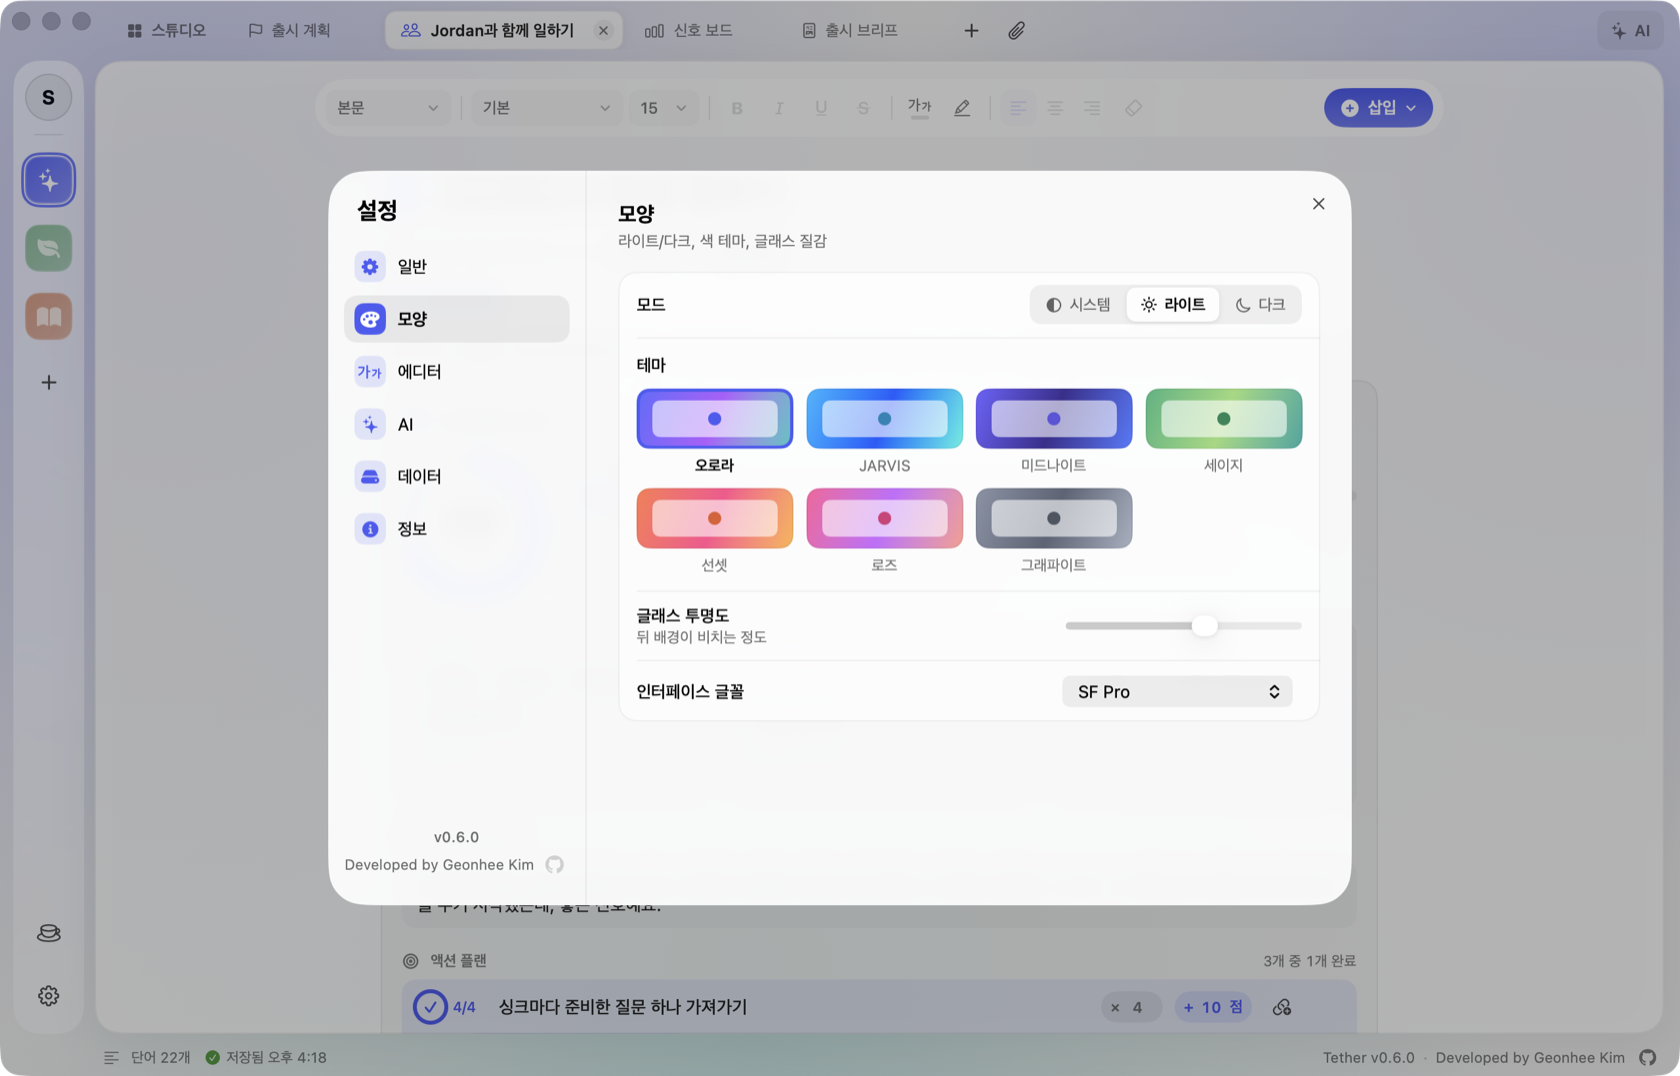 스튜디오
출시 계획
Jordan과 함께 일하기
신호 보드
출시 브리프
AI
S
본문
기본
15
B
I
U
S
가가
삽입
설정
일반
모양
에디터
AI
데이터
정보
v0.6.0
Developed by Geonhee Kim
모양
라이트/다크, 색 테마, 글래스 질감
모드
시스템
라이트
다크
테마
오로라
JARVIS
미드나이트
세이지
선셋
로즈
그래파이트
글래스 투명도
뒤 배경이 비치는 정도
인터페이스 글꼴
SF Pro
액션 플랜
3개 중 1개 완료
4/4
싱크마다 준비한 질문 하나 가져가기
× 4
+ 10 점
단어 22개
저장됨 오후 4:18
Tether v0.6.0 · Developed by Geonhee Kim